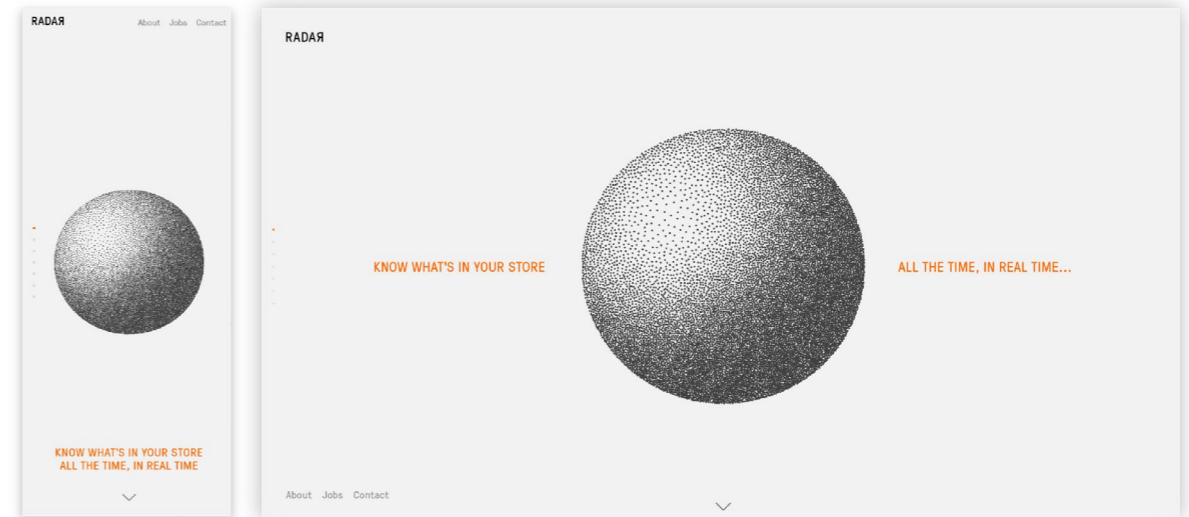 RADAЯ
About Jobs Contact
KNOW WHAT'S IN YOUR STORE
ALL THE TIME, IN REAL TIME
RADAЯ
KNOW WHAT'S IN YOUR STORE
ALL THE TIME, IN REAL TIME...
About Jobs Contact